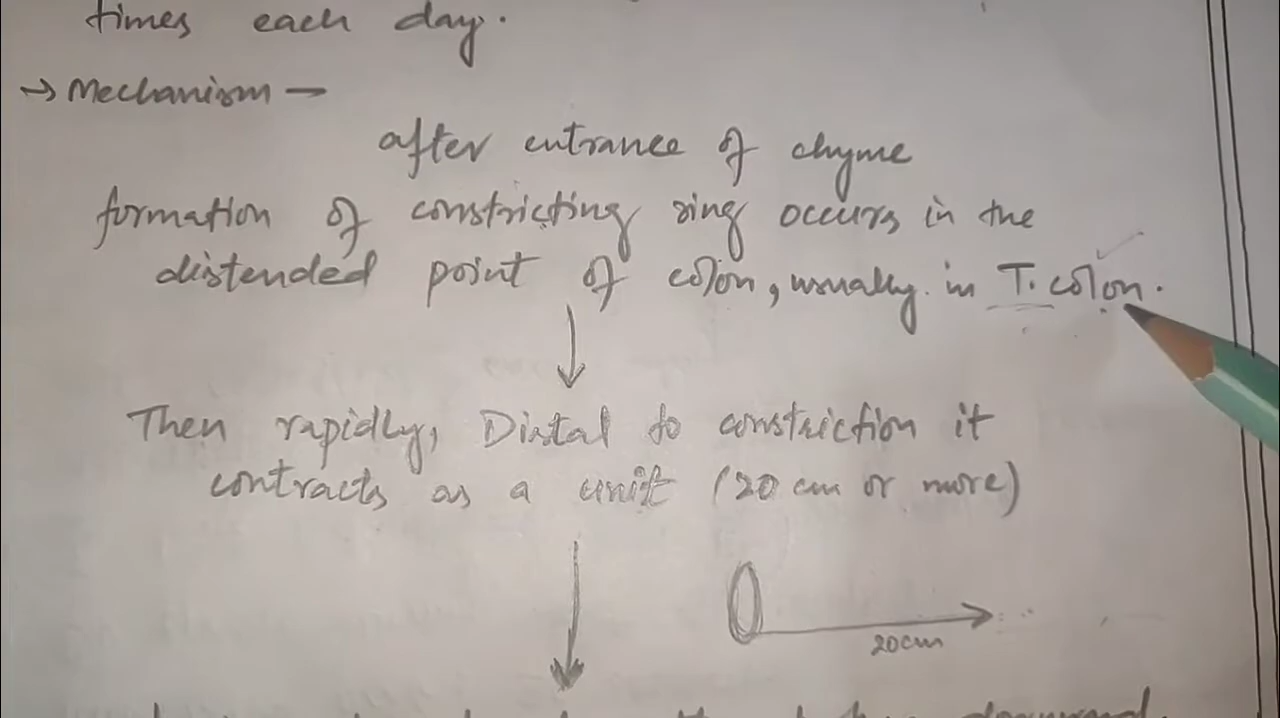 times each day.
→ Mechanism —
after entrance of chyme
formation of constricting ring occurs in the
distended point of colon, usually in T. colon.
Then rapidly, Distal to constriction it
contracts as a unit (20 cm or more)
20cm
downward